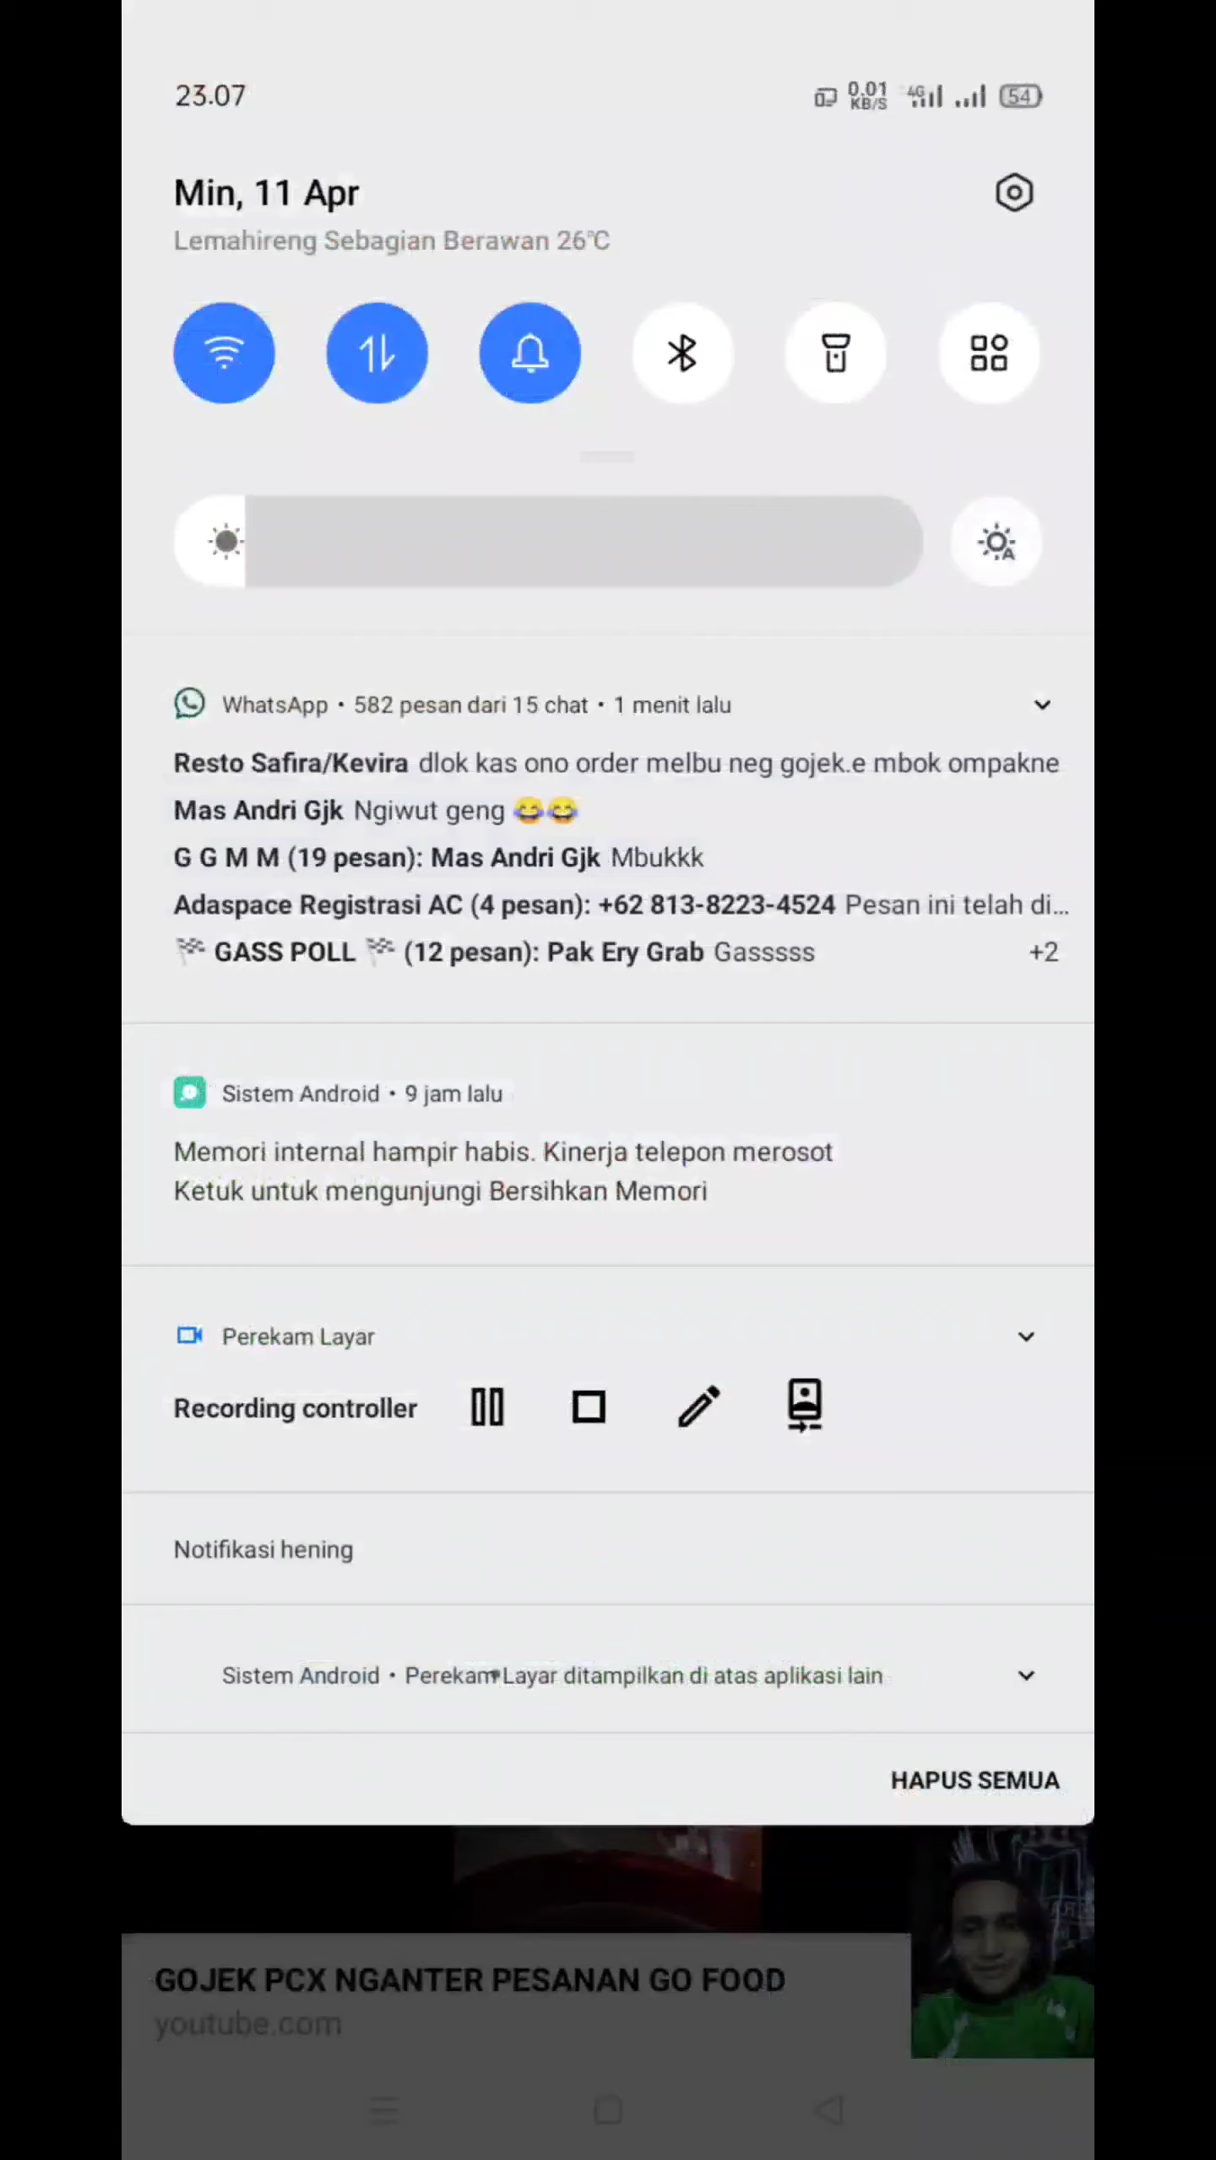 23.07
0.01 KB/S 4G 54
Min, 11 Apr
Lemahireng Sebagian Berawan 26°C
A
WhatsApp • 582 pesan dari 15 chat • 1 menit lalu
Resto Safira/Kevira dlok kas ono order melbu neg gojek.e mbok ompakne
Mas Andri Gjk Ngiwut geng 😂😂
G G M M (19 pesan): Mas Andri Gjk Mbukkk
Adaspace Registrasi AC (4 pesan): +62 813-8223-4524 Pesan ini telah di...
🏁 GASS POLL 🏁 (12 pesan): Pak Ery Grab Gasssss +2
Sistem Android • 9 jam lalu
Memori internal hampir habis. Kinerja telepon merosot
Ketuk untuk mengunjungi Bersihkan Memori
Perekam Layar
Recording controller
Notifikasi hening
Sistem Android • Perekam Layar ditampilkan di atas aplikasi lain
HAPUS SEMUA
GOJEK PCX NGANTER PESANAN GO FOOD
youtube.com